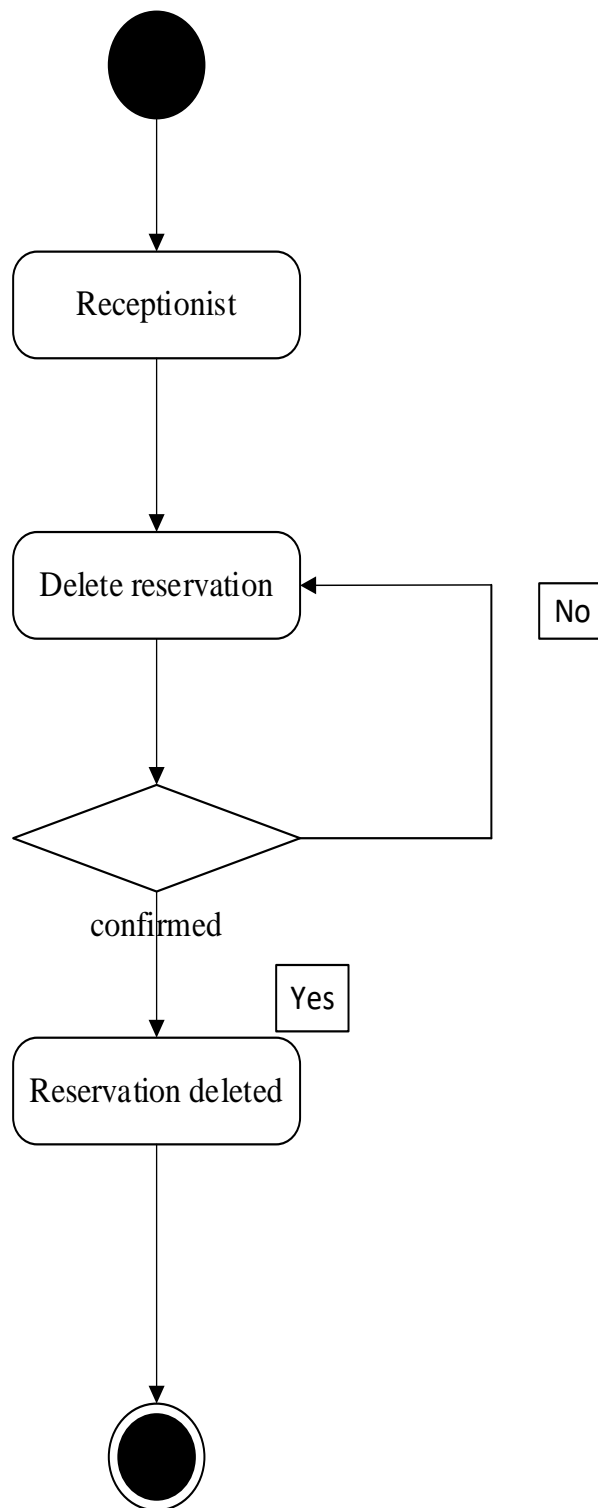 Receptionist
Delete reservation
No
confirmed
Yes
Reservation deleted